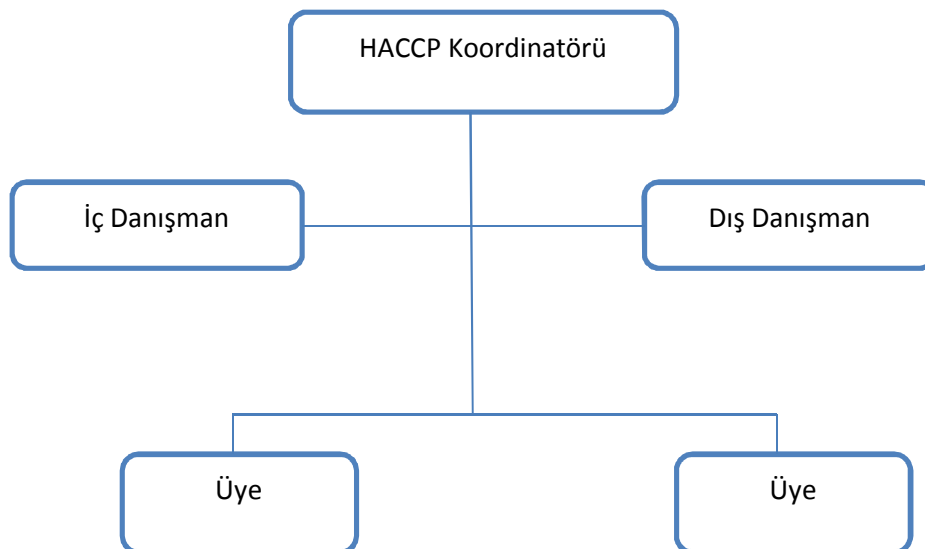 HACCP Koordinatörü
İç Danışman
Dış Danışman
Üye
Üye